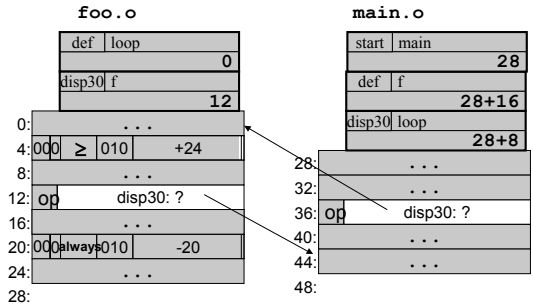 foo.o
def loop
0
disp30 f
12
0: ...
4: 000 ≥ 010 +24
8: ...
12: op disp30: ?
16: ...
20: 000 always 010 -20
24: ...
28:
main.o
start main
28
def f
28+16
disp30 loop
28+8
28: ...
32: ...
36: op disp30: ?
40: ...
44: ...
48: